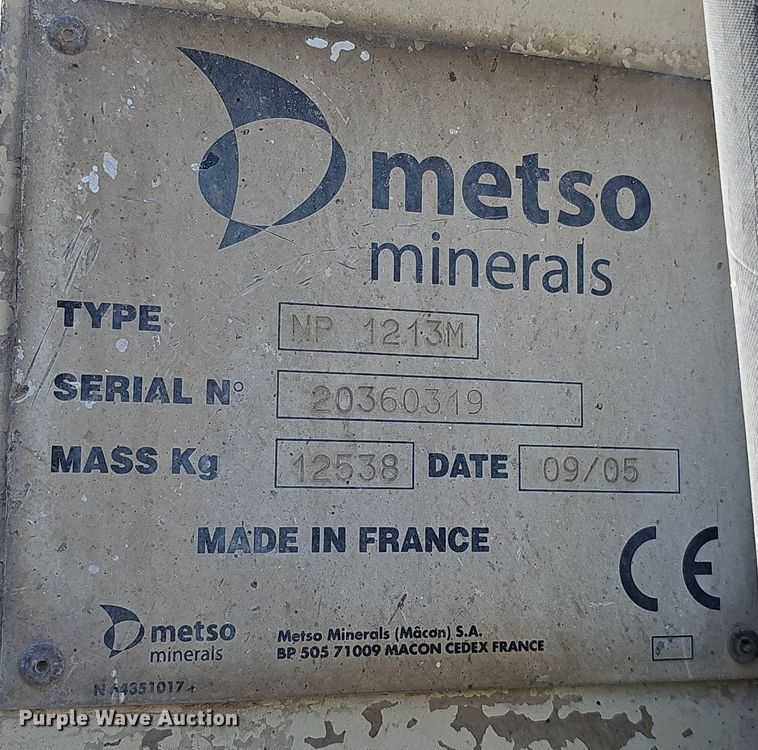 metso
minerals
TYPE NP 1213M
SERIAL N° 20360319
MASS Kg 12538 DATE 09/05
MADE IN FRANCE
CE
metso
minerals
Metso Minerals (Mâcon) S.A.
BP 505 71009 MACON CEDEX FRANCE
Purple Wave Auction